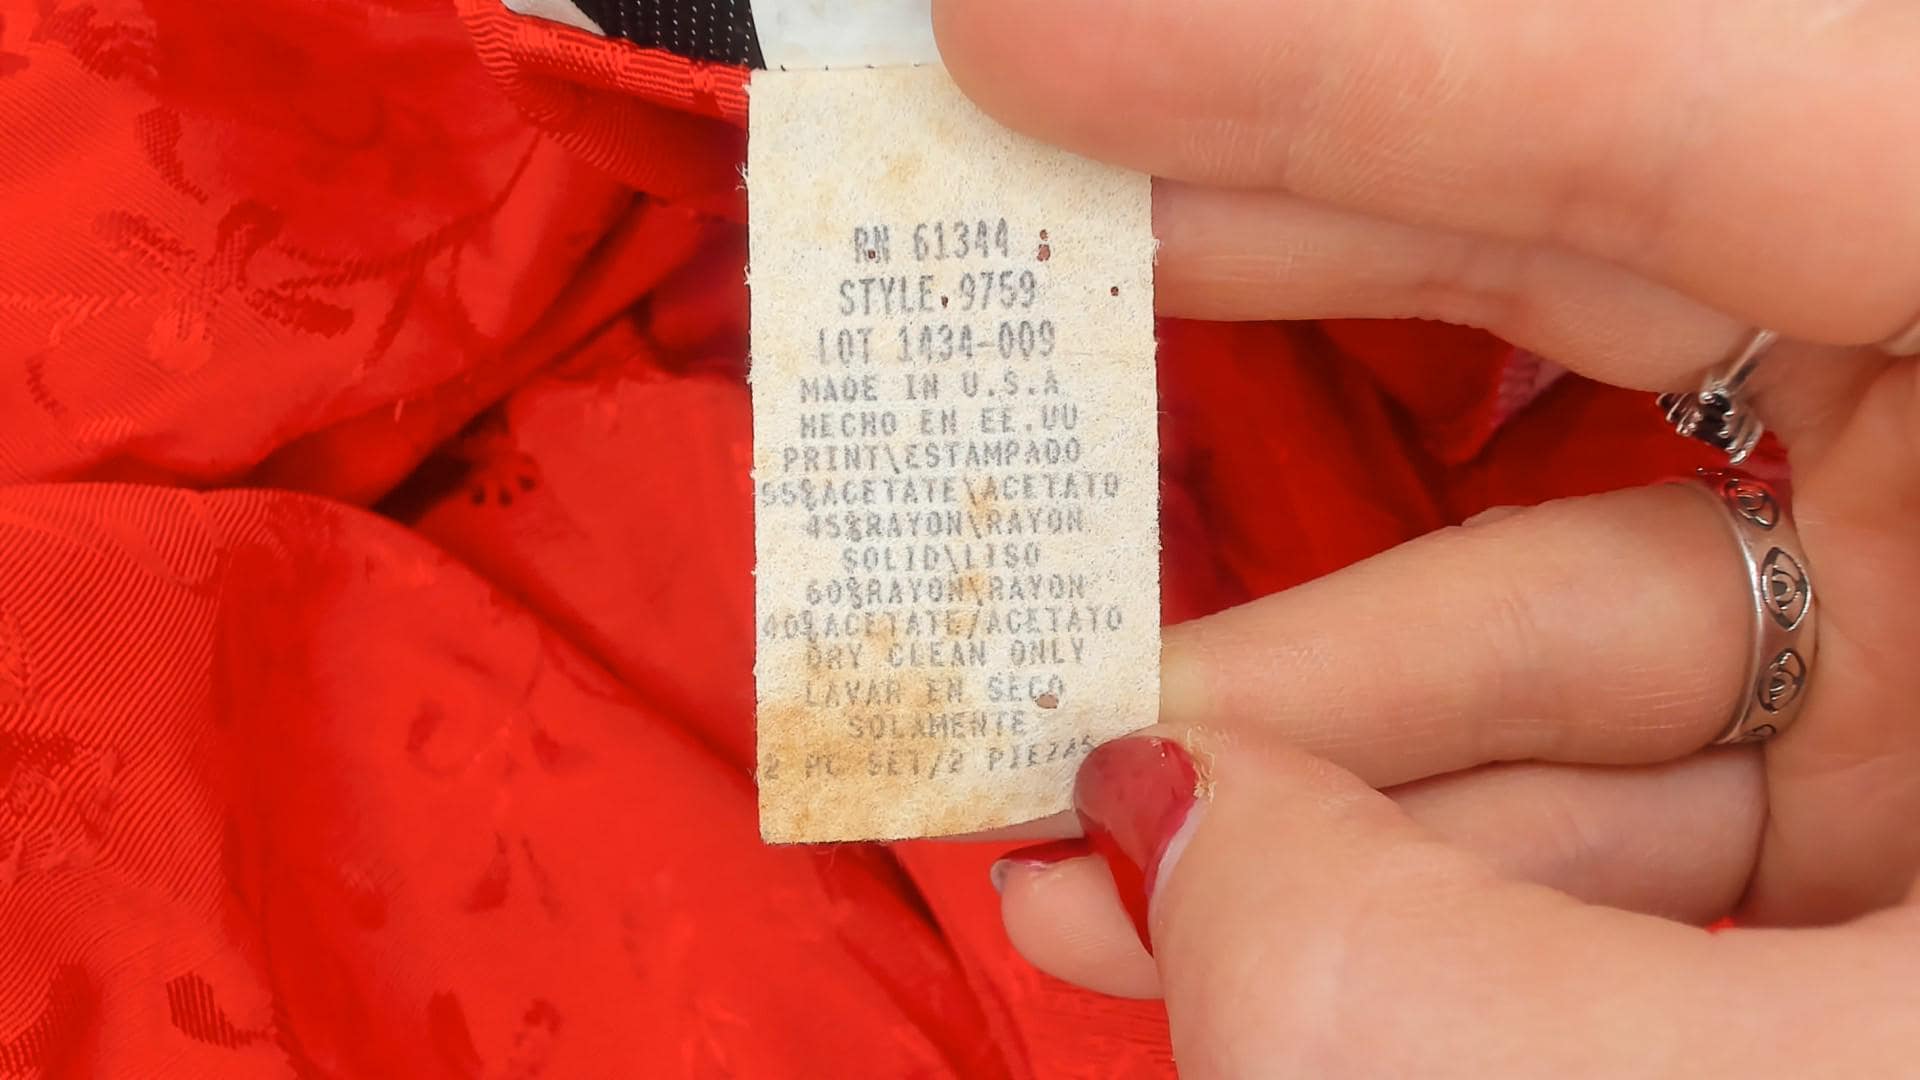 RN 61344
STYLE 9759
LOT 1434-009
MADE IN U.S.A
HECHO EN EE.UU
PRINT\ESTAMPADO
55%ACETATE\ACETATO
45%RAYON\RAYON
SOLID\LISO
60%RAYON\RAYON
40%ACETATE/ACETATO
DRY CLEAN ONLY
LAVAR EN SECO
SOLAMENTE
2 PC SET/2 PIEZAS